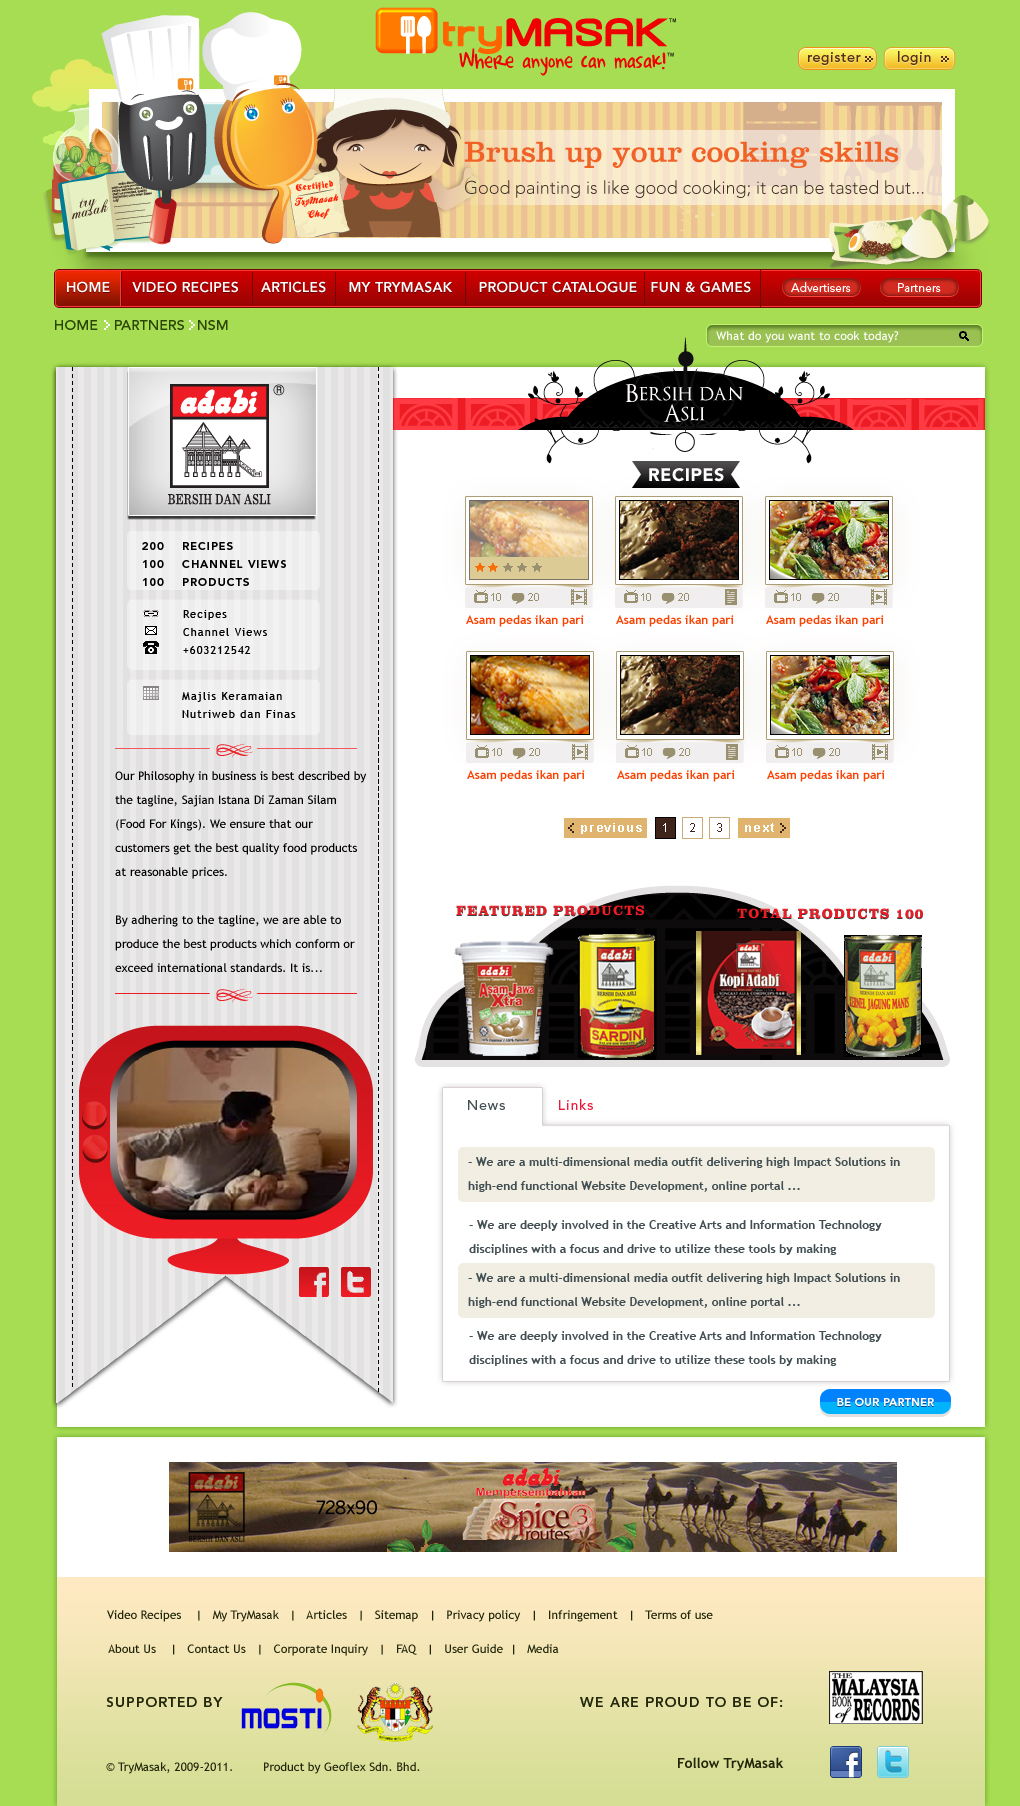 tryMASAK™
Where anyone can masak!™
register
login
try masak
Certified
TryMasak
Chef
Brush up your cooking skills
Good painting is like good cooking; it can be tasted but...
HOME
VIDEO RECIPES
ARTICLES
MY TRYMASAK
PRODUCT CATALOGUE
FUN & GAMES
Advertisers
Partners
HOME > PARTNERS > NSM
What do you want to cook today?
adabi ®
BERSIH DAN ASLI
200 RECIPES
100 CHANNEL VIEWS
100 PRODUCTS
Recipes
Channel Views
+603212542
Majlis Keramaian
Nutriweb dan Finas
Our Philosophy in business is best described by
the tagline, Sajian Istana Di Zaman Silam
(Food For Kings). We ensure that our
customers get the best quality food products
at reasonable prices.
By adhering to the tagline, we are able to
produce the best products which conform or
exceed international standards. It is...
BERSIH DAN
ASLI
RECIPES
10 20
10 20
10 20
Asam pedas ikan pari
Asam pedas ikan pari
Asam pedas ikan pari
10 20
10 20
10 20
Asam pedas ikan pari
Asam pedas ikan pari
Asam pedas ikan pari
< previous 1 2 3 next >
FEATURED PRODUCTS
TOTAL PRODUCTS 100
adabi
Asam Jawa
Xtra
adabi
BERSIH DAN ASLI
SARDIN
adabi
Kopi Adabi
adabi
BERSIH DAN ASLI
KERNEL JAGUNG MANIS
News
Links
- We are a multi-dimensional media outfit delivering high Impact Solutions in
high-end functional Website Development, online portal ...
- We are deeply involved in the Creative Arts and Information Technology
disciplines with a focus and drive to utilize these tools by making
- We are a multi-dimensional media outfit delivering high Impact Solutions in
high-end functional Website Development, online portal ...
- We are deeply involved in the Creative Arts and Information Technology
disciplines with a focus and drive to utilize these tools by making
BE OUR PARTNER
adabi
BERSIH DAN ASLI
728x90
adabi
Mempersembahkan
Spice 3
routes
Video Recipes | My TryMasak | Articles | Sitemap | Privacy policy | Infringement | Terms of use
About Us | Contact Us | Corporate Inquiry | FAQ | User Guide | Media
SUPPORTED BY
MOSTI
WE ARE PROUD TO BE OF:
THE
MALAYSIA
BOOK of RECORDS
© TryMasak, 2009-2011.
Product by Geoflex Sdn. Bhd.
Follow TryMasak